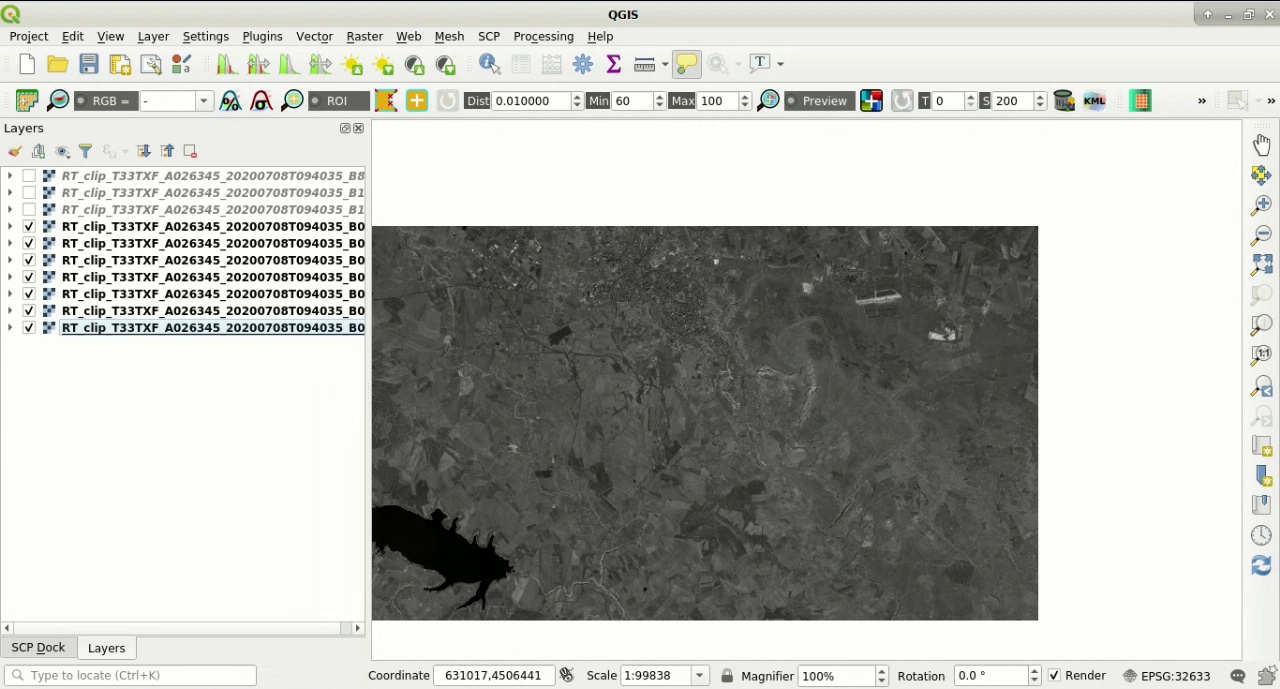 QGIS
Project Edit View Layer Settings Plugins Vector Raster Web Mesh SCP Processing Help
RGB = - ROI Dist 0.010000 Min 60 Max 100 Preview T 0 S 200 KML » »
Layers
RT_clip_T33TXF_A026345_20200708T094035_B8
RT_clip_T33TXF_A026345_20200708T094035_B1
RT_clip_T33TXF_A026345_20200708T094035_B1
RT_clip_T33TXF_A026345_20200708T094035_B0
RT_clip_T33TXF_A026345_20200708T094035_B0
RT_clip_T33TXF_A026345_20200708T094035_B0
RT_clip_T33TXF_A026345_20200708T094035_B0
RT_clip_T33TXF_A026345_20200708T094035_B0
RT_clip_T33TXF_A026345_20200708T094035_B0
RT_clip_T33TXF_A026345_20200708T094035_B0
1:1
SCP Dock Layers
Type to locate (Ctrl+K) Coordinate 631017,4506441 Scale 1:99838 Magnifier 100% Rotation 0.0 ° Render EPSG:32633